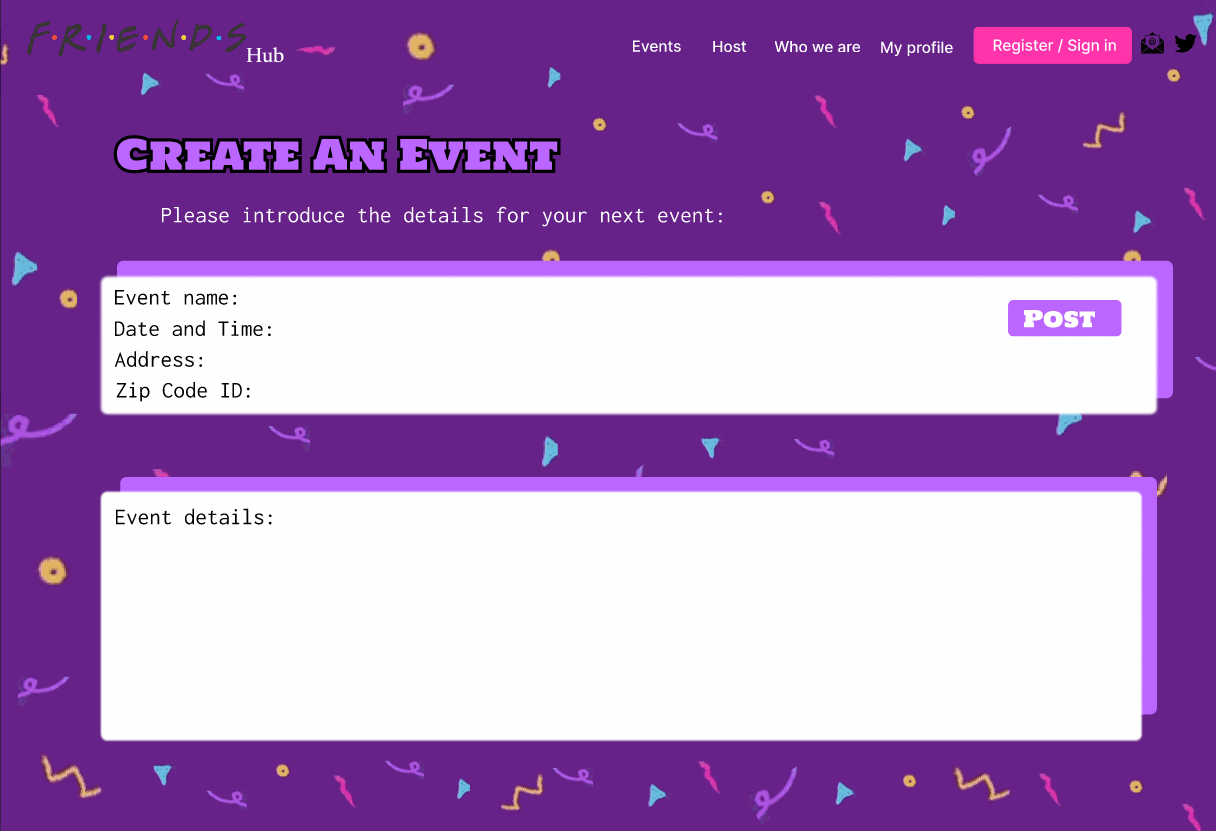 F·R·I·E·N·D·S Hub
Events Host Who we are My profile Register / Sign in
Create An Event
Please introduce the details for your next event:
Event name:
Post
Date and Time:
Address:
Zip Code ID:
Event details: